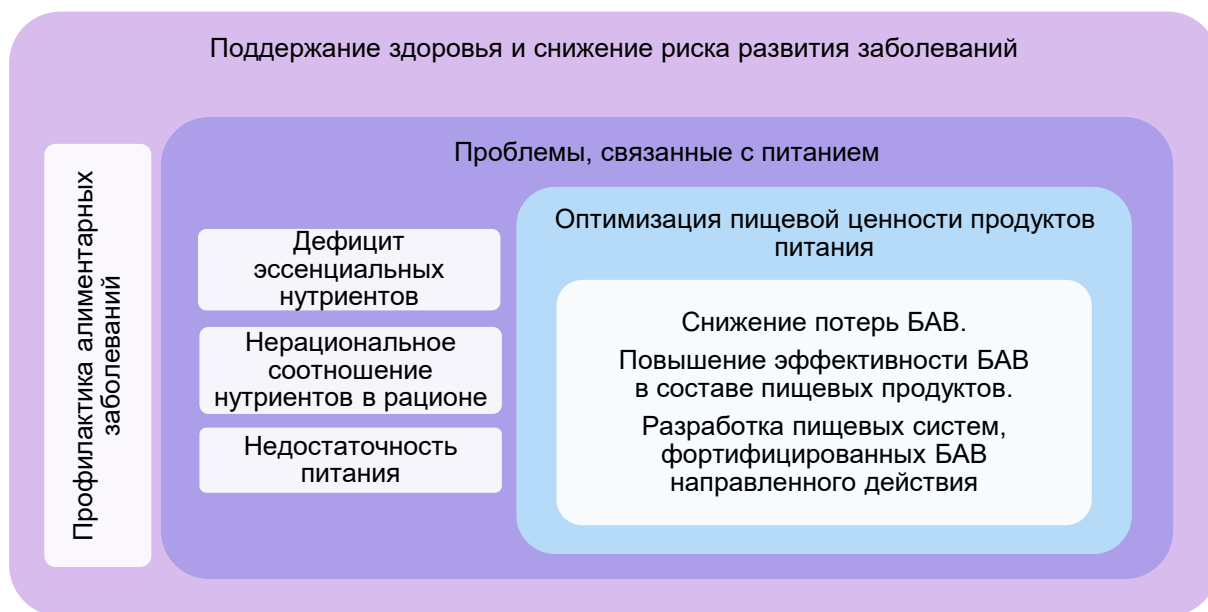 Поддержание здоровья и снижение риска развития заболеваний
Профилактика алиментарных
заболеваний
Проблемы, связанные с питанием
Дефицит
эссенциальных
нутриентов
Нерациональное
соотношение
нутриентов в рационе
Недостаточность
питания
Оптимизация пищевой ценности продуктов
питания
Снижение потерь БАВ.
Повышение эффективности БАВ
в составе пищевых продуктов.
Разработка пищевых систем,
фортифицированных БАВ
направленного действия